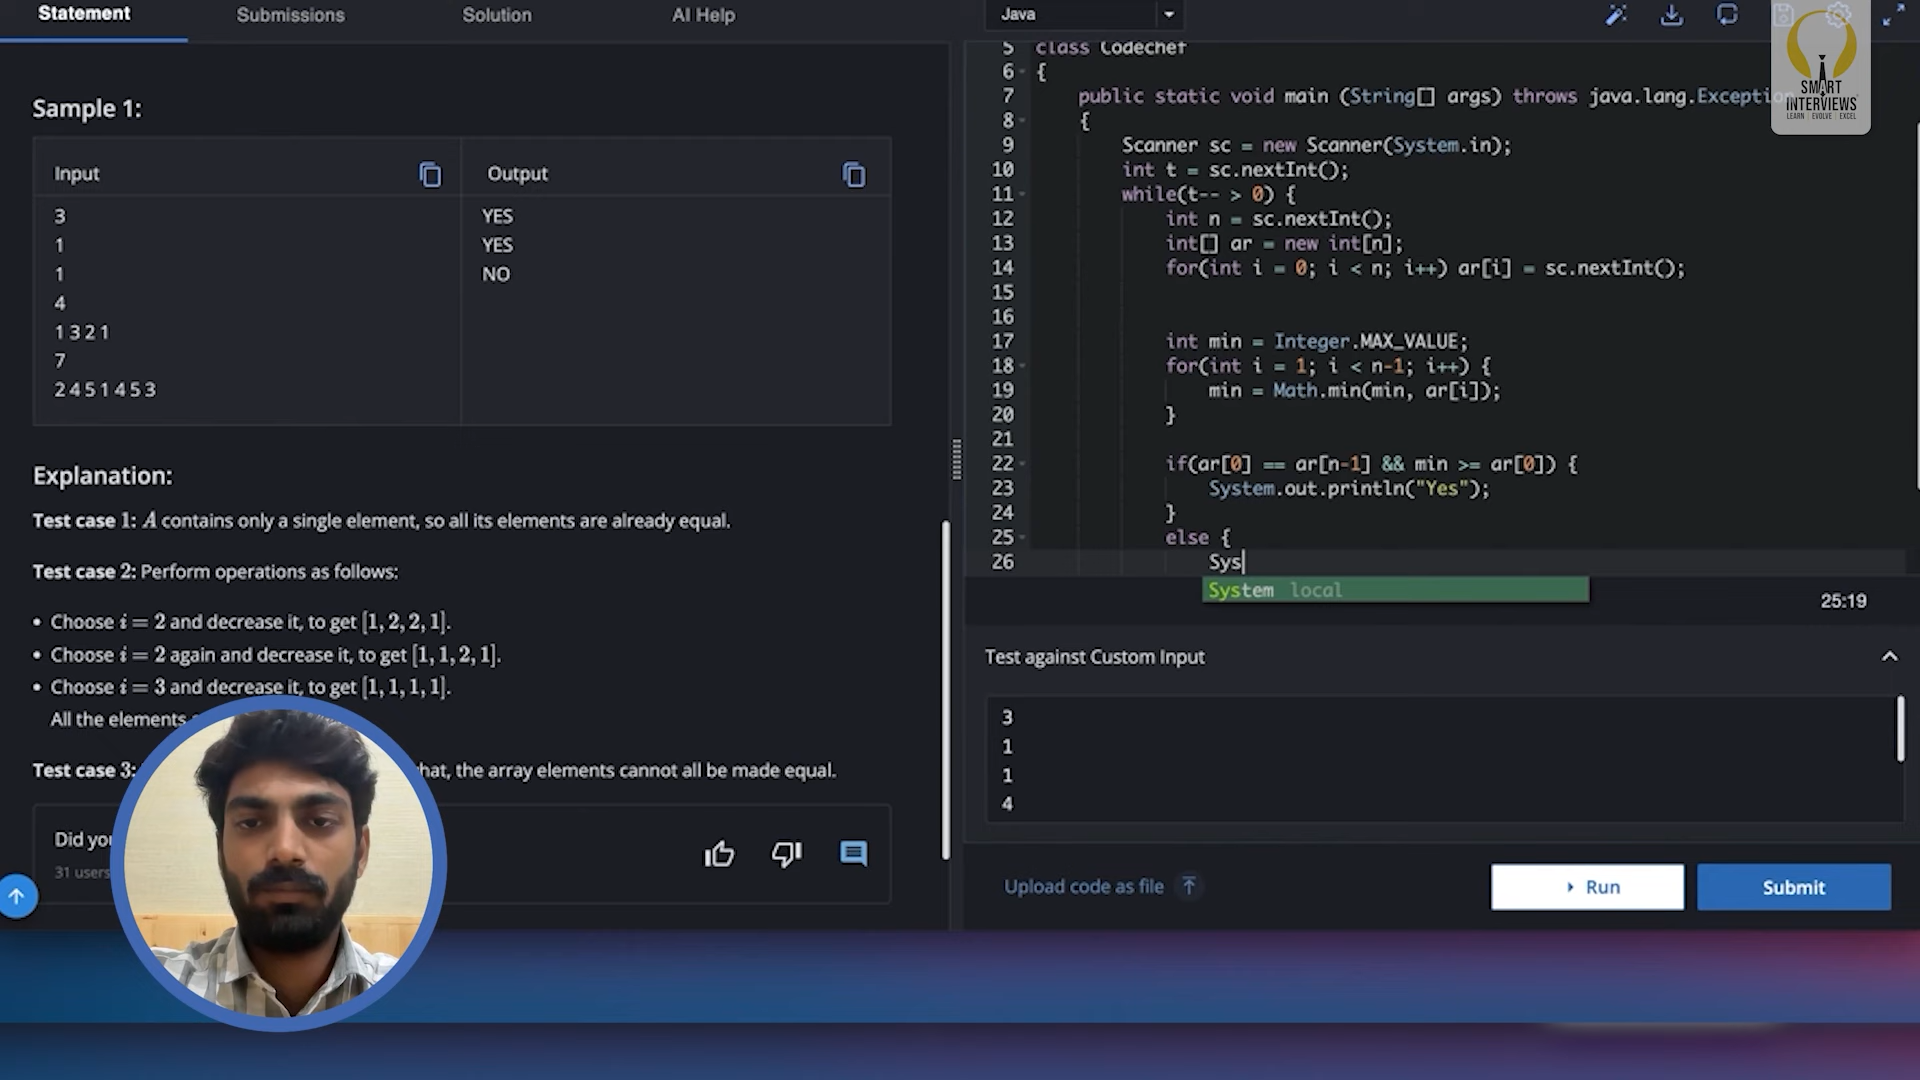 Statement
Submissions
Solution
AI Help
Sample 1:
Input
Output
3
1
1
4
1 3 2 1
7
2 4 5 1 4 5 3
YES
YES
NO
Explanation:
Test case 1: A contains only a single element, so all its elements are already equal.
Test case 2: Perform operations as follows:
• Choose i = 2 and decrease it, to get [1, 2, 2, 1].
• Choose i = 2 again and decrease it, to get [1, 1, 2, 1].
• Choose i = 3 and decrease it, to get [1, 1, 1, 1].
All the elements
Test case 3: hat, the array elements cannot all be made equal.
Did you
31 users
Java
5 class Codechef
6 {
7 public static void main (String[] args) throws java.lang.Exception
8 {
9 Scanner sc = new Scanner(System.in);
10 int t = sc.nextInt();
11 while(t-- > 0) {
12 int n = sc.nextInt();
13 int[] ar = new int[n];
14 for(int i = 0; i < n; i++) ar[i] = sc.nextInt();
15
16
17 int min = Integer.MAX_VALUE;
18 for(int i = 1; i < n-1; i++) {
19 min = Math.min(min, ar[i]);
20 }
21
22 if(ar[0] == ar[n-1] && min >= ar[0]) {
23 System.out.println("Yes");
24 }
25 else {
26 Sys
System local
25:19
Test against Custom Input
3
1
1
4
Upload code as file
Run
Submit
SMART
INTERVIEWS
LEARN | EVOLVE | EXCEL